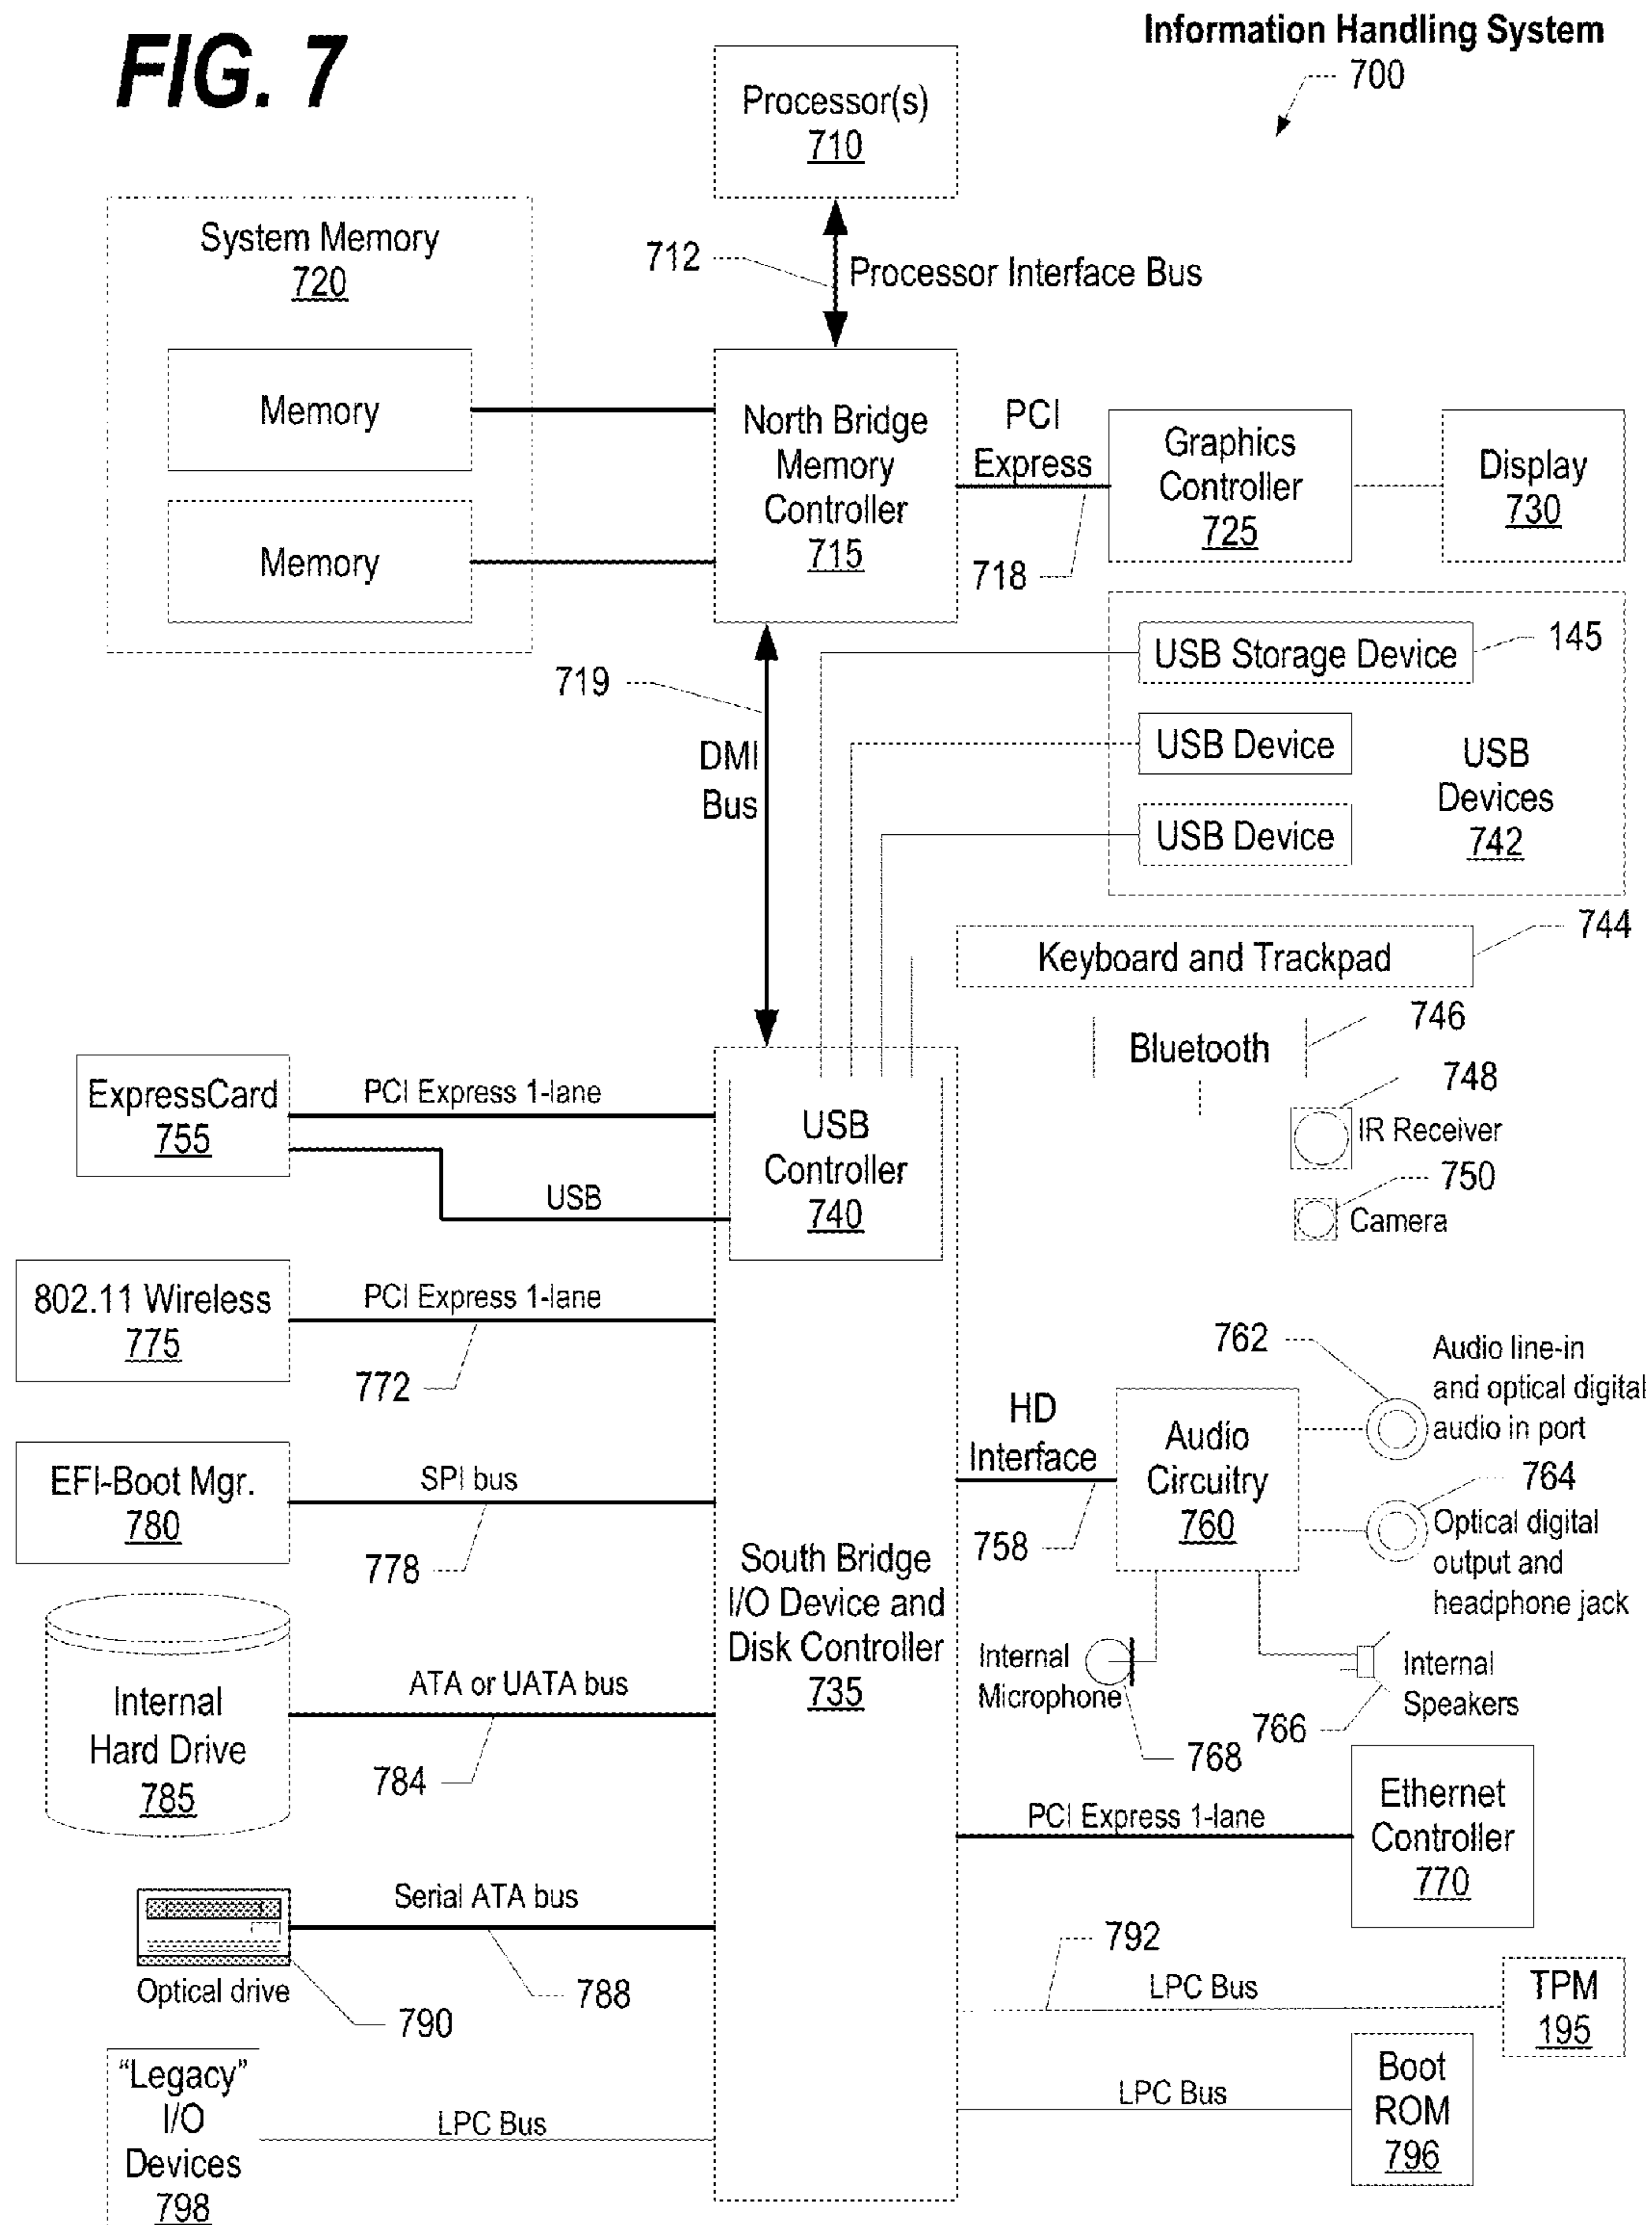 FIG. 7
Information Handling System
700
Processor(s)
710
712
Processor Interface Bus
System Memory
720
Memory
Memory
North Bridge
Memory
Controller
715
PCI
Express
718
Graphics
Controller
725
Display
730
719
DMI
Bus
USB Storage Device
145
USB Device
USB Device
USB
Devices
742
744
Keyboard and Trackpad
746
Bluetooth
748
IR Receiver
750
Camera
ExpressCard
755
PCI Express 1-lane
USB
USB
Controller
740
802.11 Wireless
775
PCI Express 1-lane
772
EFI-Boot Mgr.
780
SPI bus
778
South Bridge
I/O Device and
Disk Controller
735
HD
Interface
758
Audio
Circuitry
760
762
Audio line-in
and optical digital
audio in port
764
Optical digital
output and
headphone jack
Internal
Microphone
768
766
Internal
Speakers
Internal
Hard Drive
785
ATA or UATA bus
784
PCI Express 1-lane
Ethernet
Controller
770
Serial ATA bus
788
Optical drive
790
792
LPC Bus
TPM
195
"Legacy"
I/O
Devices
798
LPC Bus
LPC Bus
Boot
ROM
796